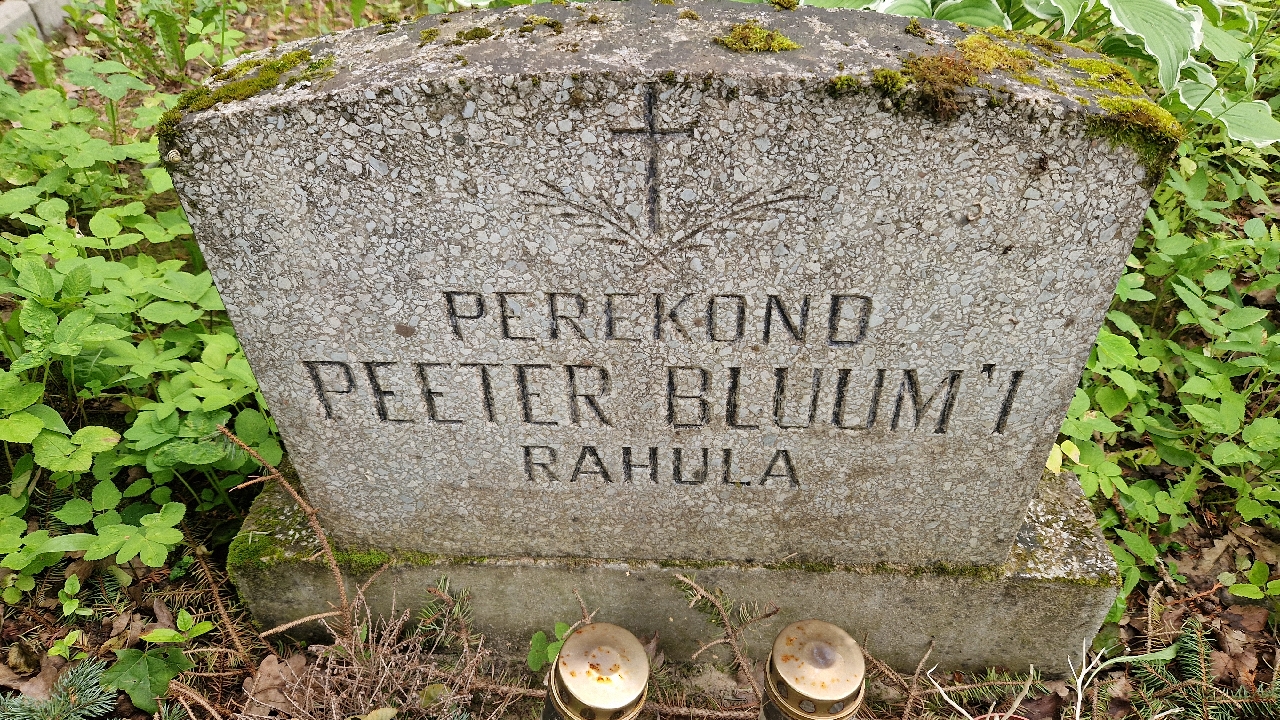 PEREKOND
PEETER BLUUM'I
RAHULA